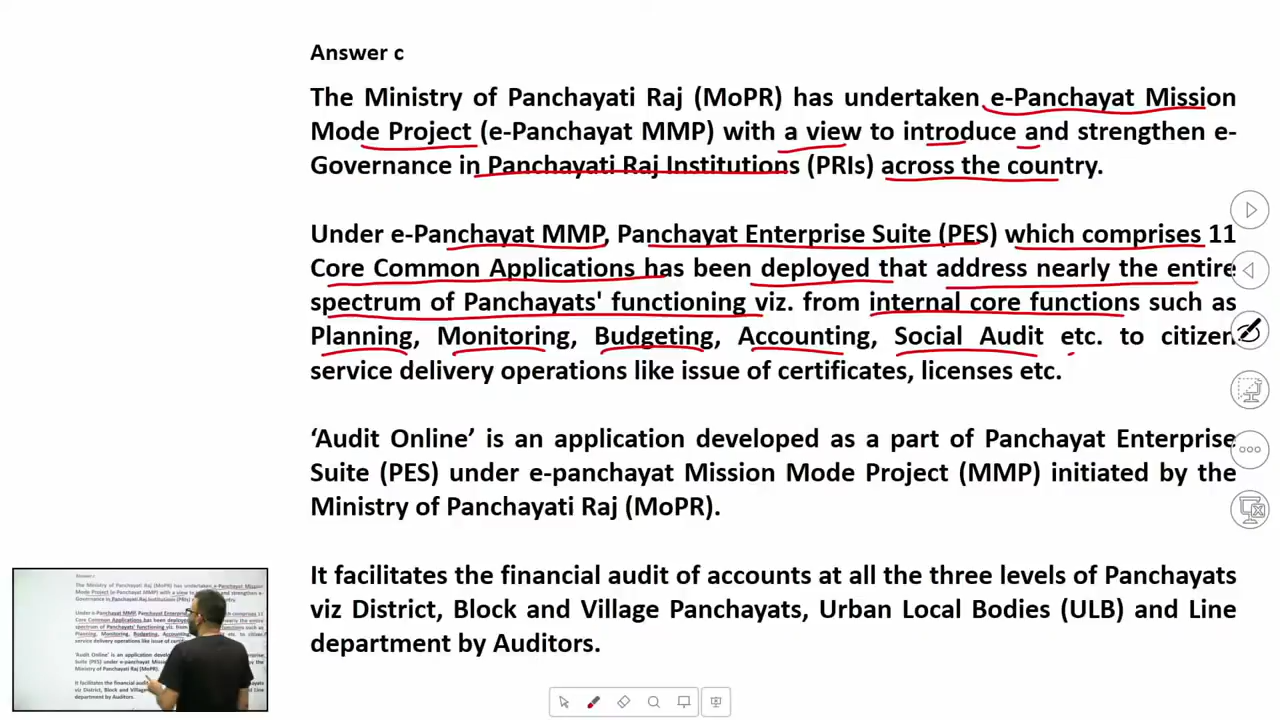 Answer c
The Ministry of Panchayati Raj (MoPR) has undertaken e-Panchayat Mission
Mode Project (e-Panchayat MMP) with a view to introduce and strengthen e-
Governance in Panchayati Raj Institutions (PRIs) across the country.
Under e-Panchayat MMP, Panchayat Enterprise Suite (PES) which comprises 11
Core Common Applications has been deployed that address nearly the entire
spectrum of Panchayats' functioning viz. from internal core functions such as
Planning, Monitoring, Budgeting, Accounting, Social Audit etc. to citizen
service delivery operations like issue of certificates, licenses etc.
‘Audit Online’ is an application developed as a part of Panchayat Enterprise
Suite (PES) under e-panchayat Mission Mode Project (MMP) initiated by the
Ministry of Panchayati Raj (MoPR).
It facilitates the financial audit of accounts at all the three levels of Panchayats
viz District, Block and Village Panchayats, Urban Local Bodies (ULB) and Line
department by Auditors.